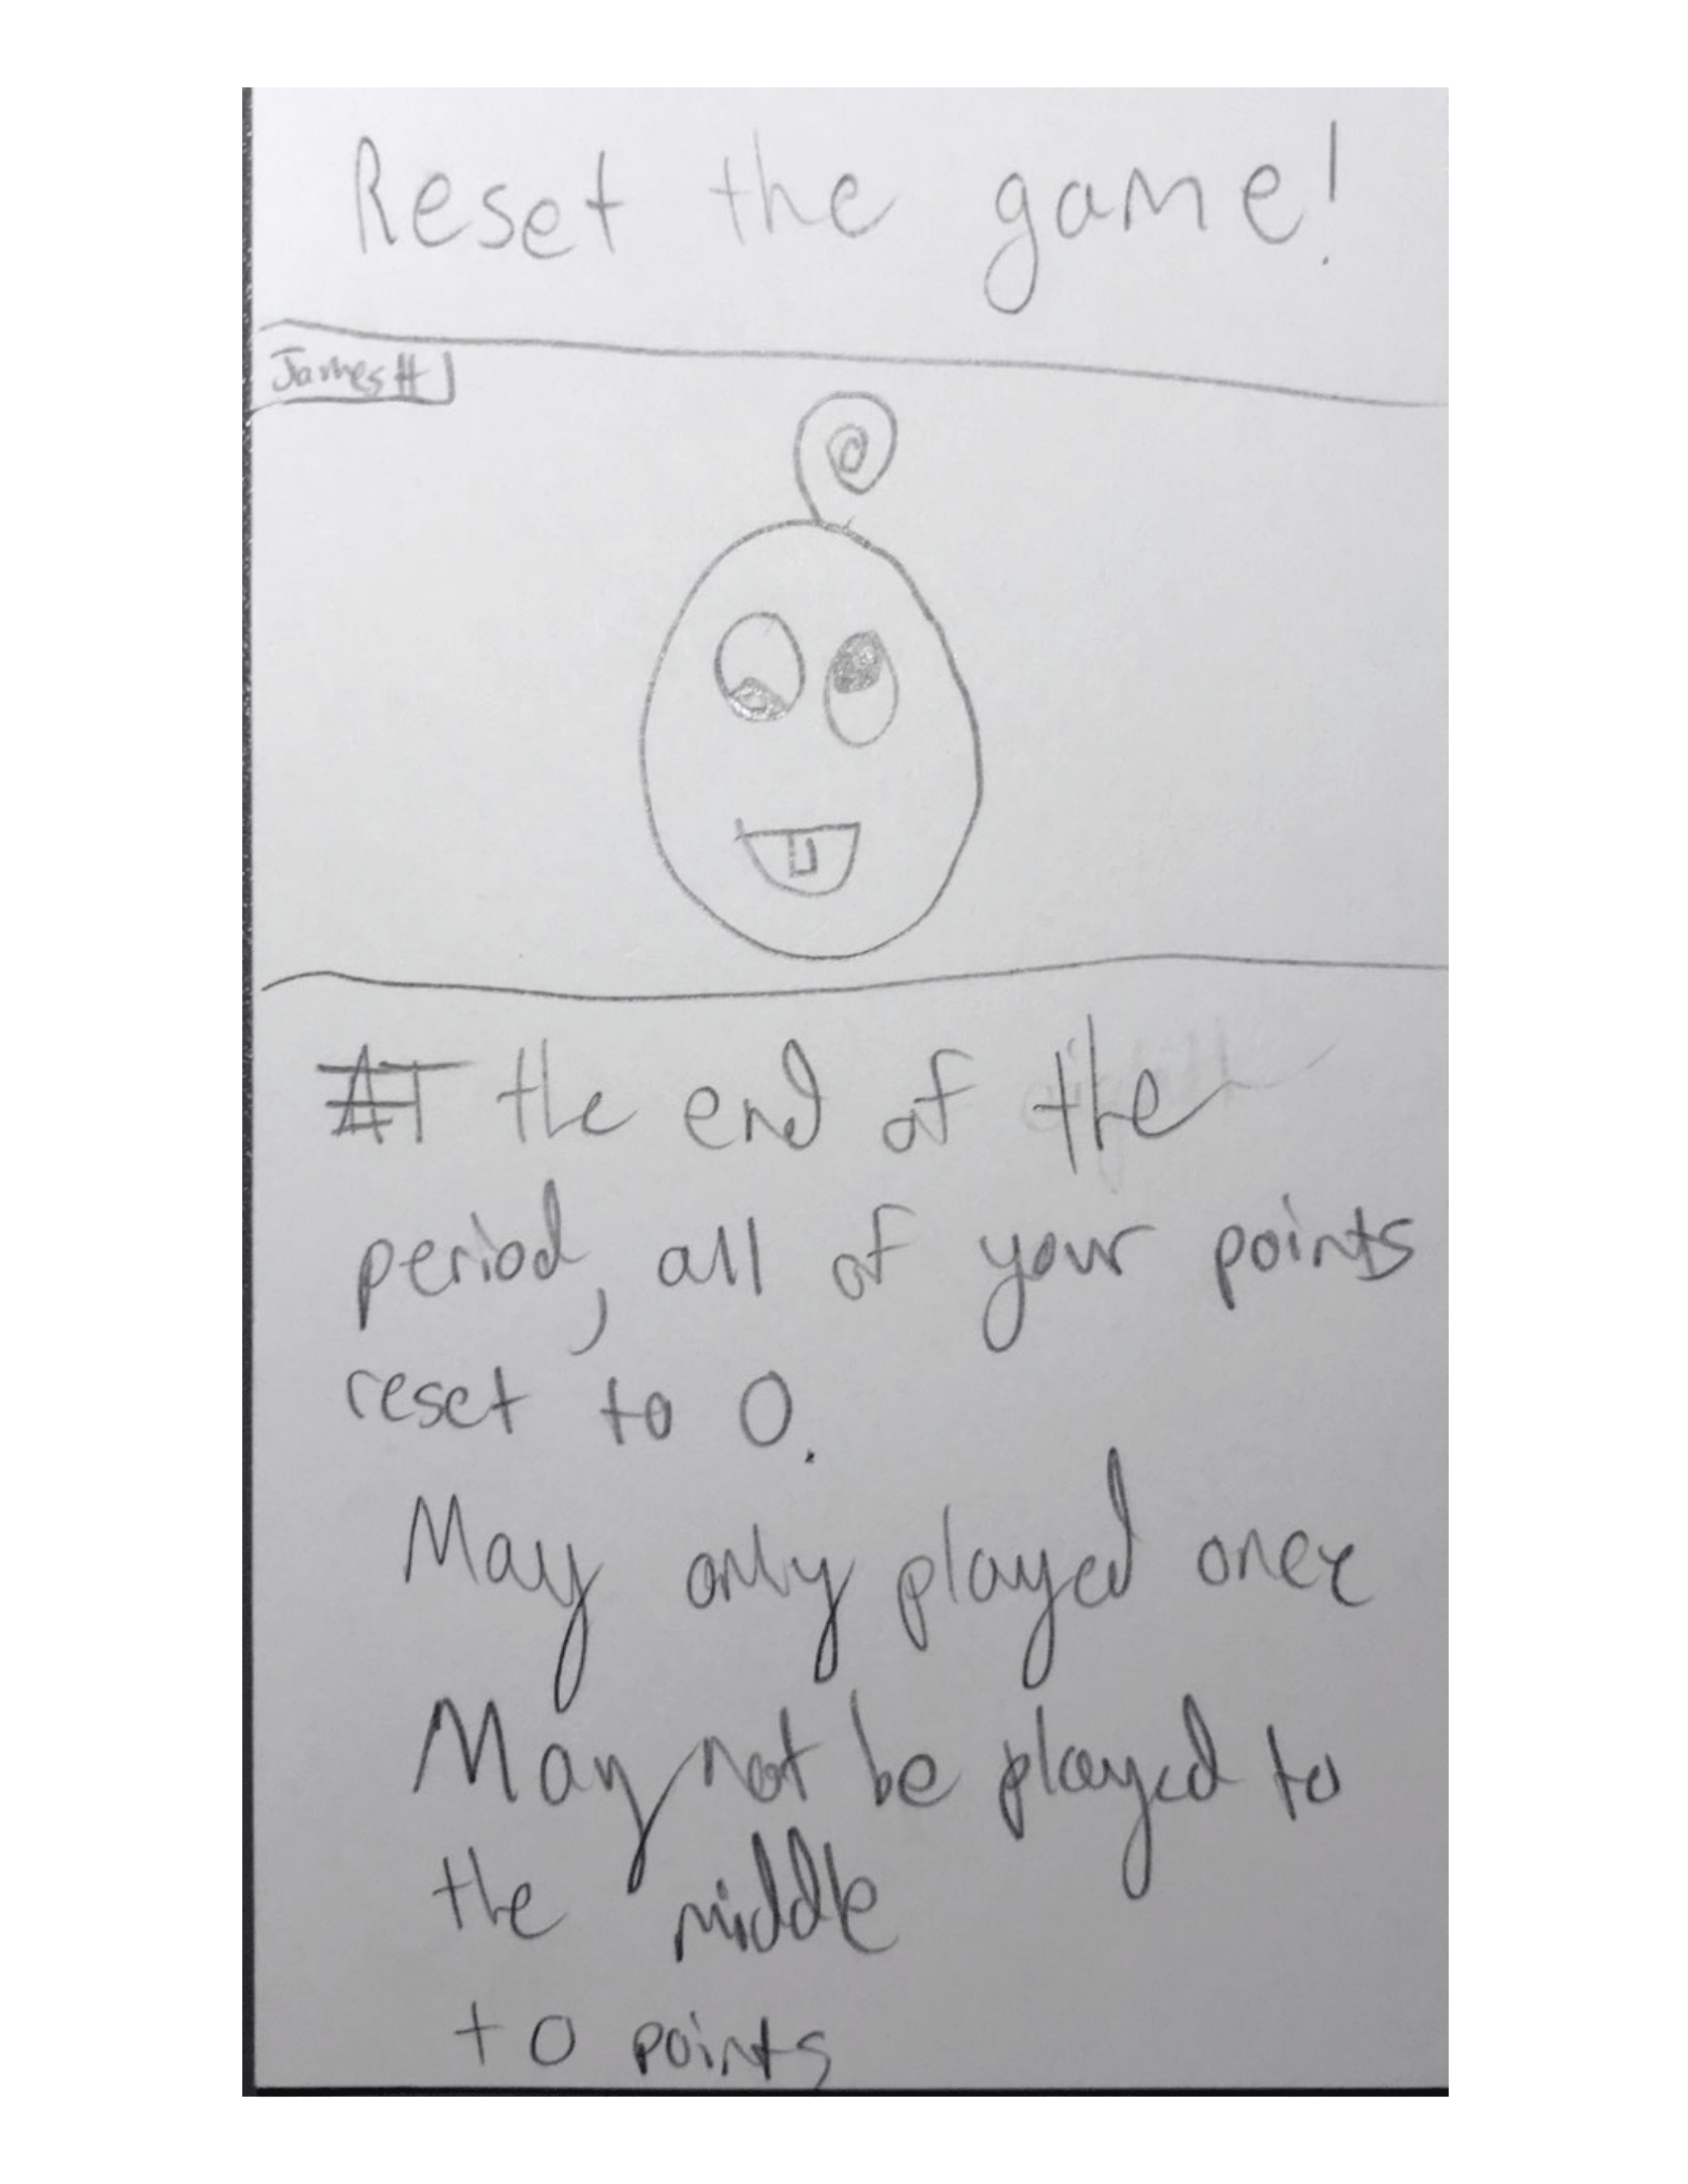 Reset the game!
James H
AT the end of the
period, all of your points
reset to 0.
May only played once
May not be played to
the middle
+0 points